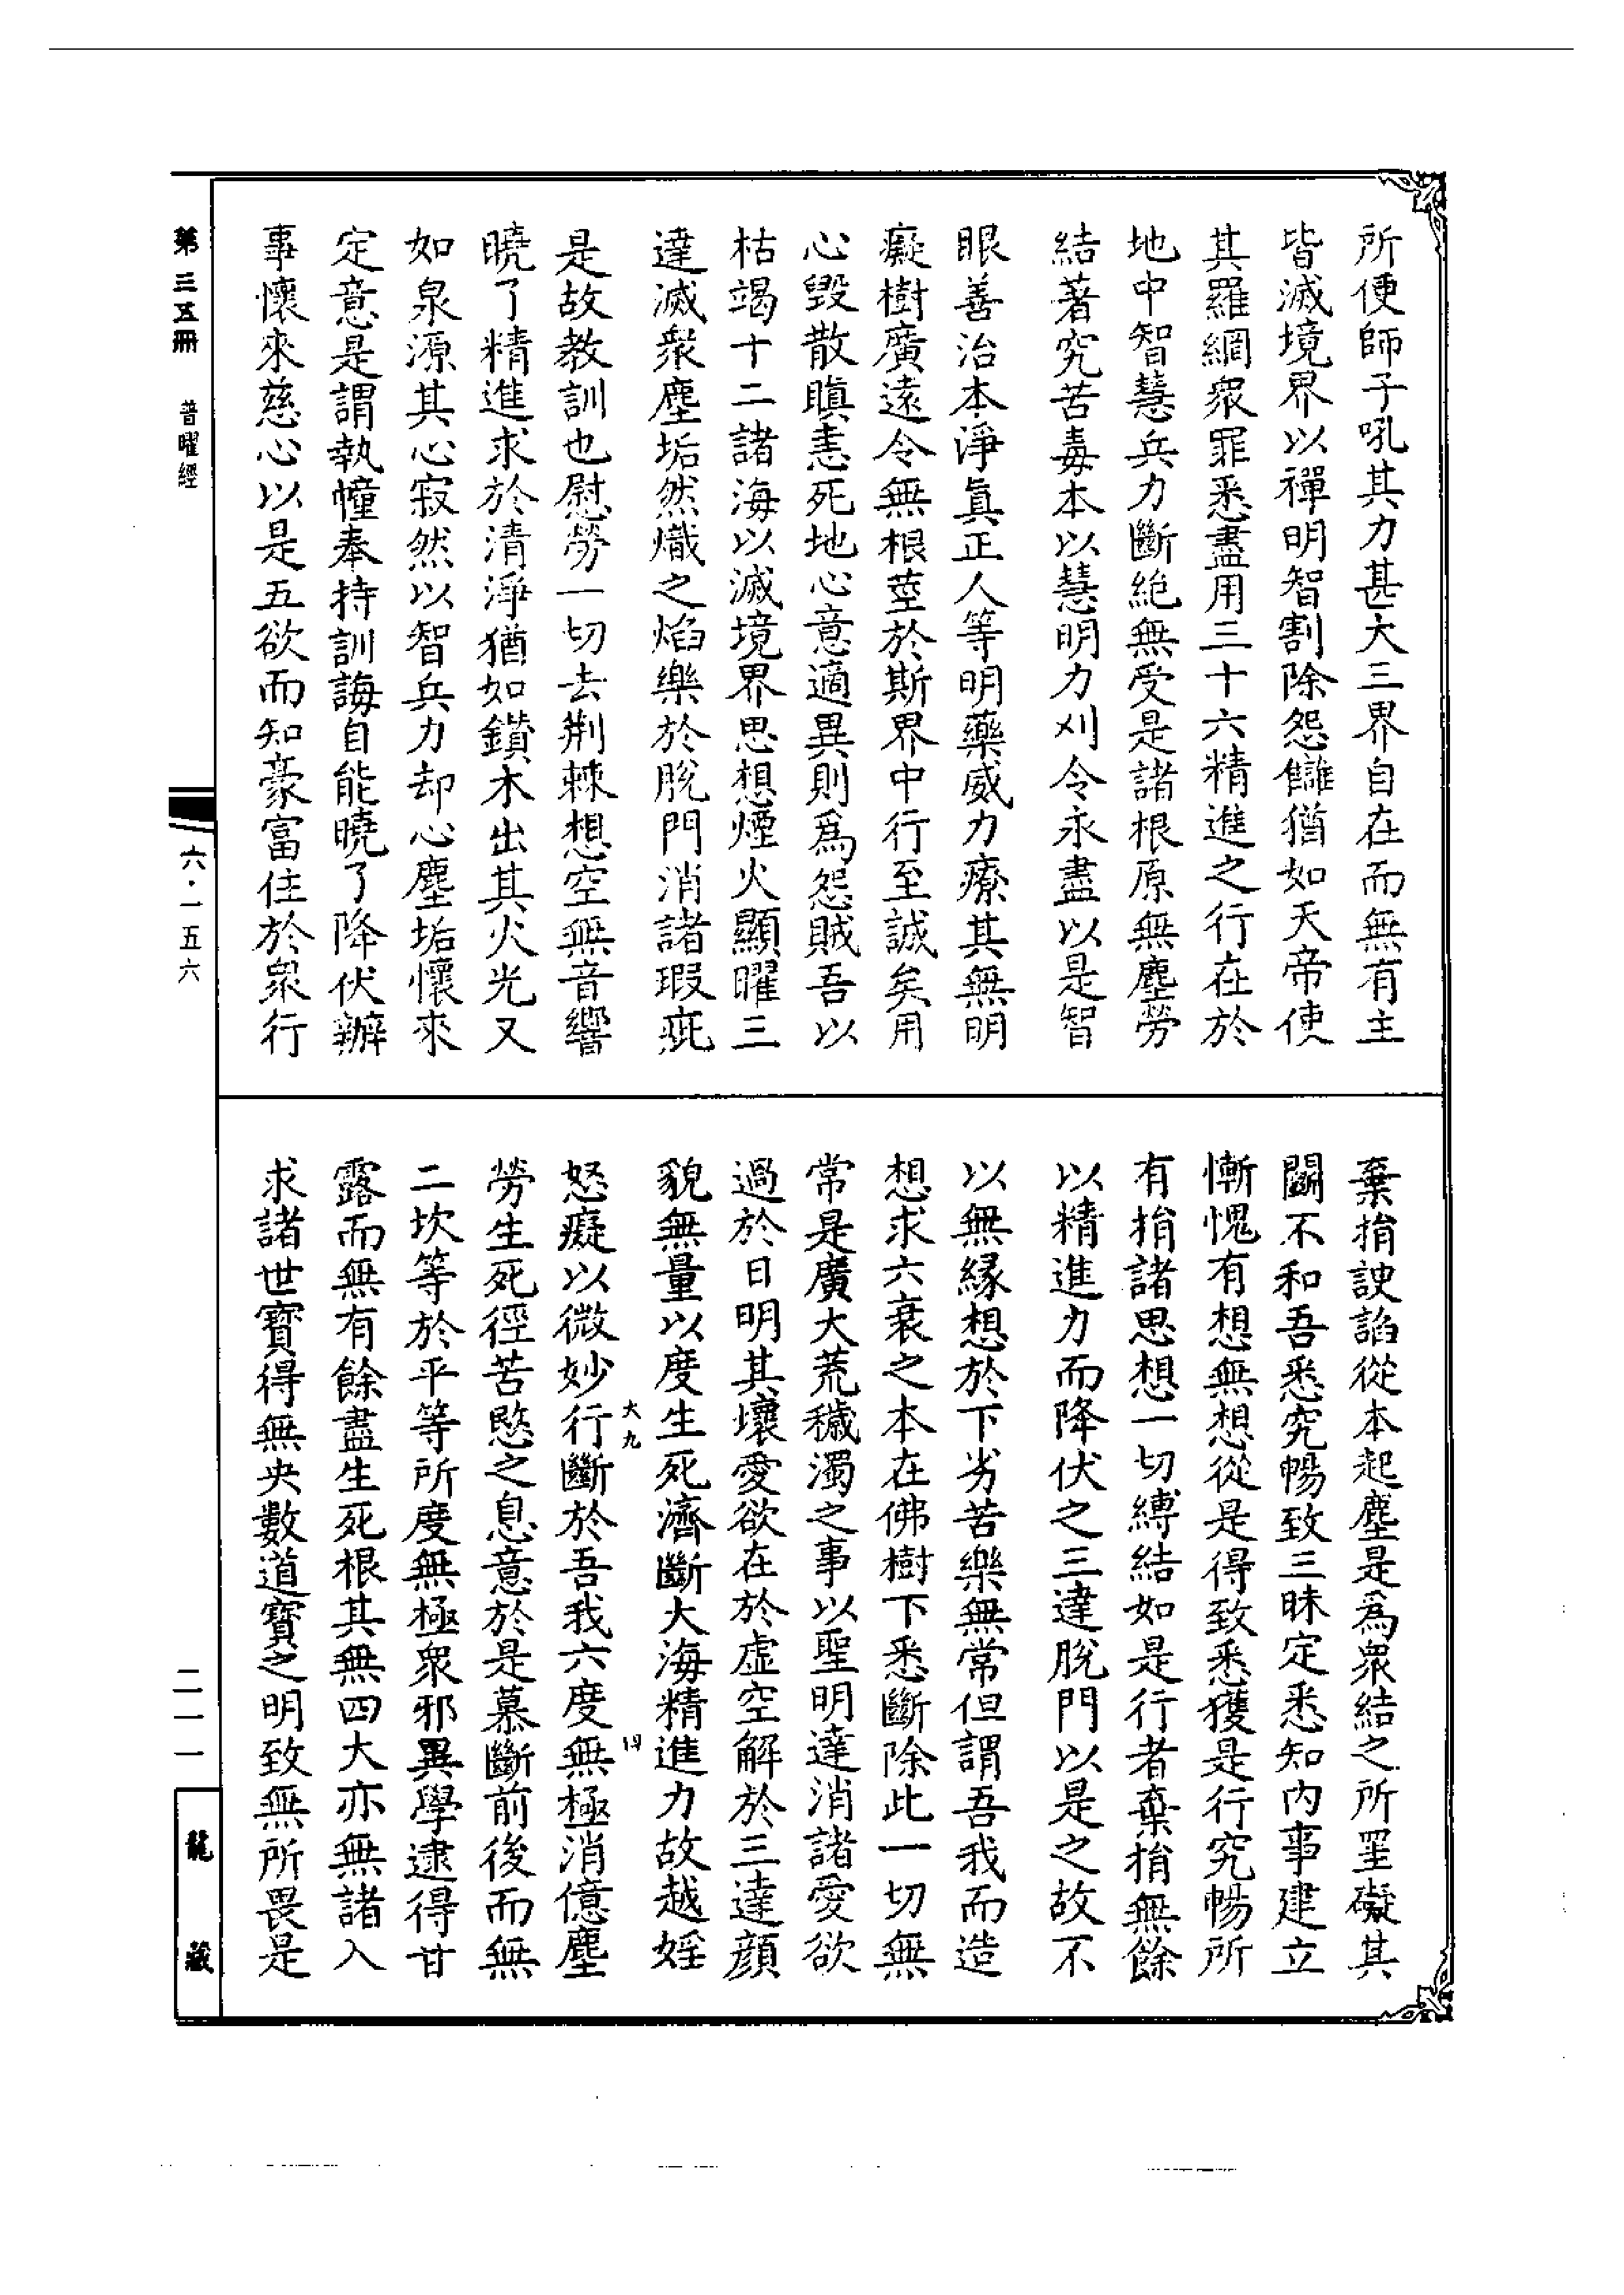 所使師子吼其力甚大三界自在而無有主
皆滅境界以禪明智割除怨讎猶如天帝使
其羅網衆罪悉盡用三十六精進之行在於
地中智慧兵力斷絶無受是諸根原無塵勞
結著究苦毒本以慧明力刈令永盡以是智
眼善治本淨眞正人等明藥威力療其無明
癡樹廣遠令無根莖於斯界中行至誠矣用
心毀散瞋恚死地心意適異則爲怨賊吾以
枯竭十二諸海以滅境界思想煙火顯曜三
達滅衆塵垢然熾之焰樂於脫門消諸瑕疵
是故教訓也慰勞一切去荆棘想空無音響
曉了精進求於清淨猶如鑚木出其火光又
如泉源其心寂然以智兵力却心塵垢懷來
定意是謂執幢奉持訓誨自能曉了降伏辦
事懷來慈心以是五欲而知豪富住於衆行
棄捐諛諂從本起塵是爲衆結之所罣礙其
鬬不和吾悉究暢致三昧定悉知內事建立
慚愧有想無想從是得致悉獲是行究暢所
有捐諸思想一切縛結如是行者棄捐無餘
以精進力而降伏之三達脫門以是之故不
以無緣想於下劣苦樂無常但謂吾我而造
想求六衰之本在佛樹下悉斷除此一切無
常是廣大荒穢濁之事以聖明達消諸愛欲
過於日明其壞愛欲在於虛空解於三達顏
貌無量以度生死濟斷大海精進力故越婬
大九 四
怒癡以微妙行斷於吾我六度無極消億塵
勞生死徑苦愍之息意於是慕斷前後而無
二坎等於平等所度無極衆邪異學逮得甘
露而無有餘盡生死根其無四大亦無諸入
求諸世寶得無央數道寶之明致無所畏是
第三五冊 普曜經
六·一五六
二一一
龍藏